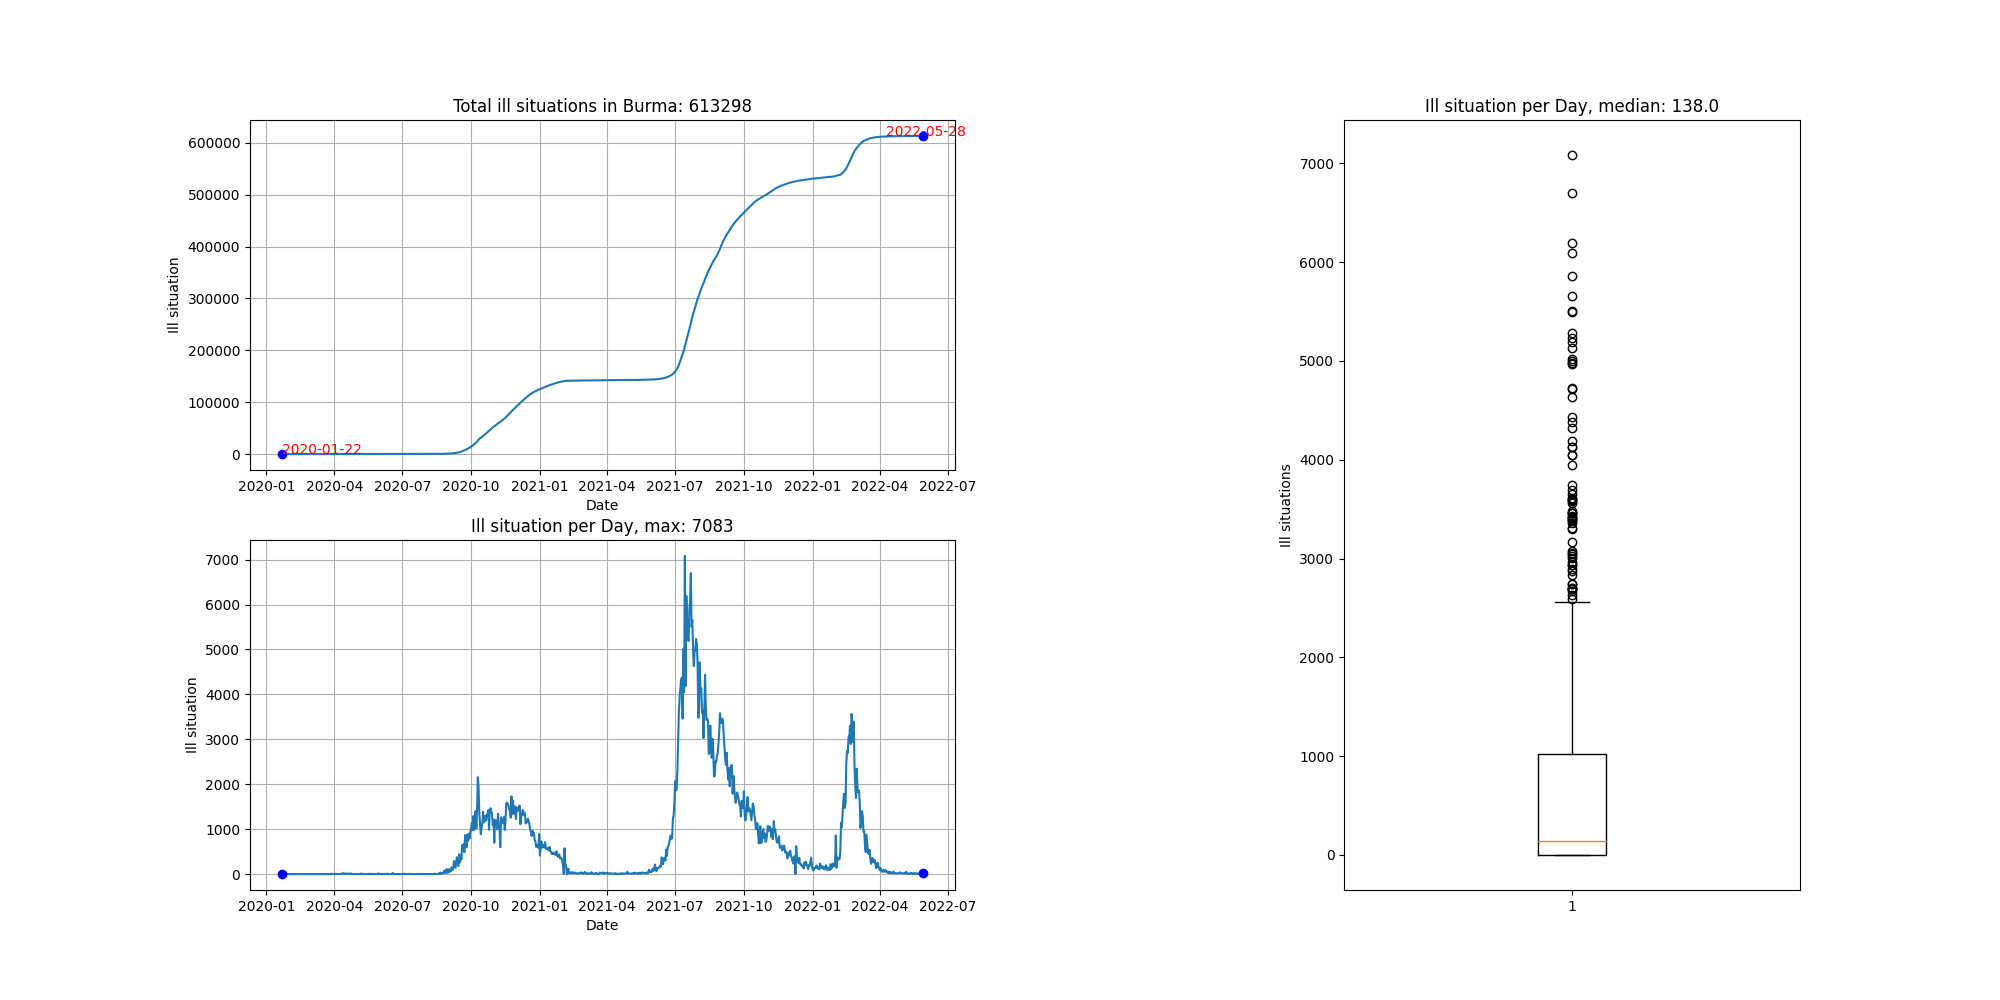 Total ill situations in Burma: 613298
Ill situation
600000
500000
400000
300000
200000
100000
0
2020-01-22
2022-05-28
2020-01 2020-04 2020-07 2020-10 2021-01 2021-04 2021-07 2021-10 2022-01 2022-04 2022-07
Date
Ill situation per Day, max: 7083
Ill situation
7000
6000
5000
4000
3000
2000
1000
0
2020-01 2020-04 2020-07 2020-10 2021-01 2021-04 2021-07 2021-10 2022-01 2022-04 2022-07
Date
Ill situation per Day, median: 138.0
Ill situations
7000
6000
5000
4000
3000
2000
1000
0
1